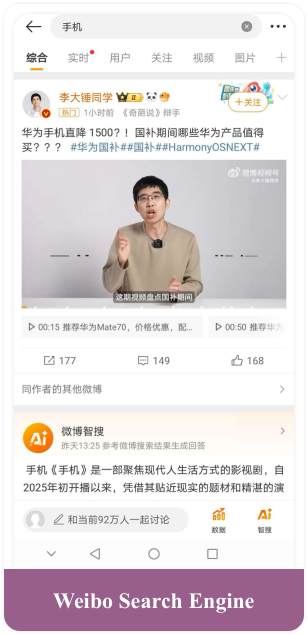 手机
综合 实时 用户 关注 视频 图片
李大锤同学
+关注
热门 1小时前 《奇葩说》辩手
华为手机直降 1500？！国补期间哪些华为产品值得
买？？？ #华为国补##国补##HarmonyOSNEXT#
微博视频号
这期视频盘点国补期间
00:15 推荐华为Mate70，价格优惠，配...
00:50 推荐华为
177 149 168
同作者的其他微博
Ai 微博智搜
昨天13:25 参考微博搜索结果生成回答
手机《手机》是一部聚焦现代人生活方式的影视剧，自
2025年初开播以来，凭借其贴近现实的题材和精湛的演
和当前92万人一起讨论
数据
Ai 智搜
Weibo Search Engine